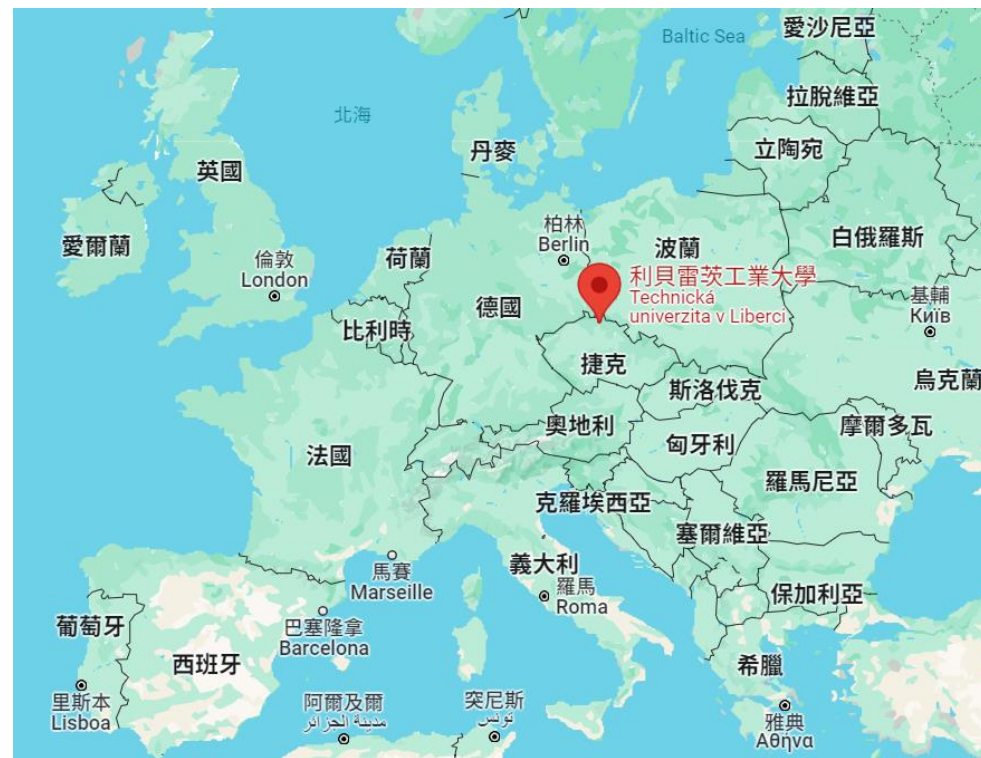 愛沙尼亞
Baltic Sea
拉脫維亞
北海
丹麥
立陶宛
英國
愛爾蘭
荷蘭
柏林
Berlin
波蘭
白俄羅斯
倫敦
London
利貝雷茨工業大學
Technická
univerzita v Liberci
德國
基輔
Київ
比利時
捷克
斯洛伐克
烏克蘭
奧地利
匈牙利
摩爾多瓦
法國
羅馬尼亞
克羅埃西亞
塞爾維亞
義大利
馬賽
Marseille
羅馬
Roma
保加利亞
葡萄牙
巴塞隆拿
Barcelona
西班牙
希臘
里斯本
Lisboa
阿爾及爾
مدينة الجزائر
突尼斯
تونس
雅典
Αθήνα